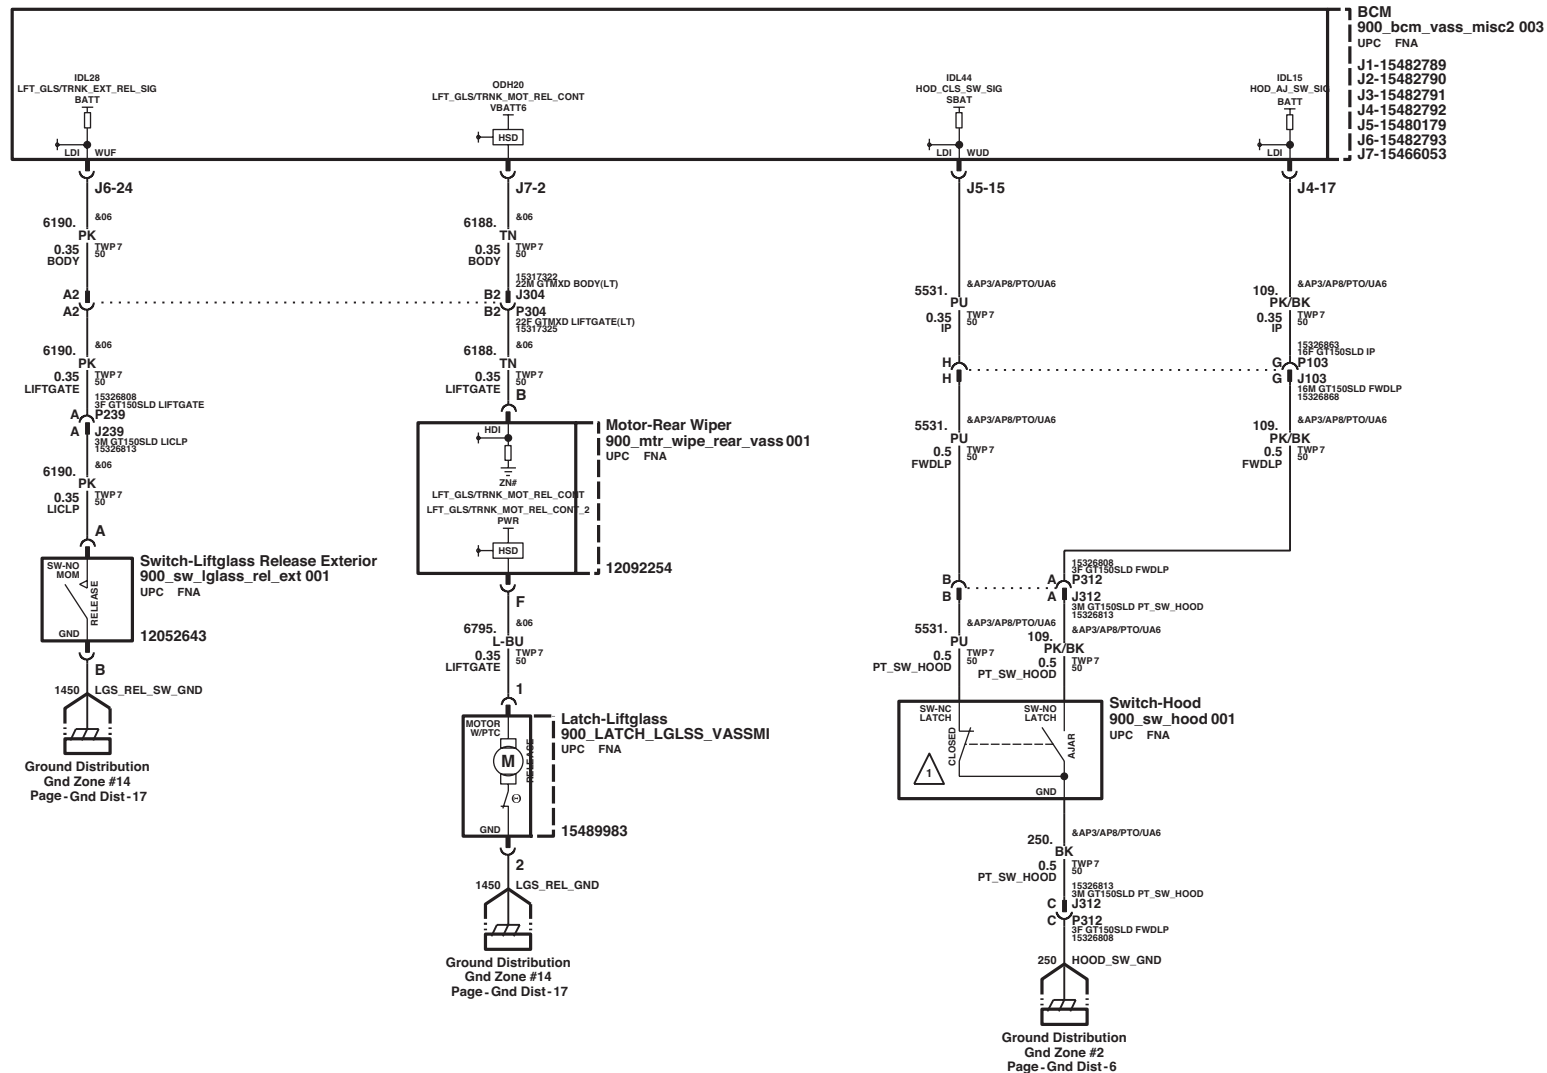 BCM
900_bcm_vass_misc2 003
UPC FNA
J1-15482789
J2-15482790
J3-15482791
J4-15482792
J5-15480179
J6-15482793
J7-15466053
IDL28
LFT_GLS/TRNK_EXT_REL_SIG
BATT
LDI WUF
J6-24
ODH20
LFT_GLS/TRNK_MOT_REL_CONT
VBATT6
HSD
J7-2
IDL44
HOD_CLS_SW_SIG
SBAT
LDI WUD
J5-15
IDL15
HOD_AJ_SW_SIG
BATT
LDI
J4-17
6190. &06
PK
0.35 TWP7
BODY 50
A2
A2
6190. &06
PK
0.35 TWP7
LIFTGATE 50
15326808
3F GT150SLD LIFTGATE
A P239
A J239
3M GT150SLD LICLP
15326813
6190. &06
PK
0.35 TWP7
LICLP 50
A
SW-NO
MOM
RELEASE
GND
Switch-Liftglass Release Exterior
900_sw_lglass_rel_ext 001
UPC FNA
12052643
B
1450 LGS_REL_SW_GND
Ground Distribution
Gnd Zone #14
Page-Gnd Dist-17
6188. &06
TN
0.35 TWP7
BODY 50
15317322
22M GTMXD BODY(LT)
B2 J304
B2 P304
22F GTMXD LIFTGATE(LT)
15317325
6188. &06
TN
0.35 TWP7
LIFTGATE 50
B
HDI
ZN#
LFT_GLS/TRNK_MOT_REL_CONT
LFT_GLS/TRNK_MOT_REL_CONT_2
PWR
HSD
Motor-Rear Wiper
900_mtr_wipe_rear_vass 001
UPC FNA
12092254
F
6795. &06
L-BU
0.35 TWP7
LIFTGATE 50
1
MOTOR
W/PTC
M
RELEASE
Θ
GND
Latch-Liftglass
900_LATCH_LGLSS_VASSMI
UPC FNA
15489983
2
1450 LGS_REL_GND
Ground Distribution
Gnd Zone #14
Page-Gnd Dist-17
5531. &AP3/AP8/PTO/UA6
PU
0.35 TWP7
IP 50
109. &AP3/AP8/PTO/UA6
PK/BK
0.35 TWP7
IP 50
15326863
16F GT150SLD IP
H G P103
H G J103
16M GT150SLD FWDLP
15326868
5531. &AP3/AP8/PTO/UA6
PU
0.5 TWP7
FWDLP 50
109. &AP3/AP8/PTO/UA6
PK/BK
0.5 TWP7
FWDLP 50
15326808
3F GT150SLD FWDLP
B A P312
B A J312
3M GT150SLD PT_SW_HOOD
15326813
5531. &AP3/AP8/PTO/UA6
PU
0.5 TWP7
PT_SW_HOOD 50
109. &AP3/AP8/PTO/UA6
PK/BK
0.5 TWP7
PT_SW_HOOD 50
SW-NC
LATCH
CLOSED
SW-NO
LATCH
AJAR
1
GND
Switch-Hood
900_sw_hood 001
UPC FNA
250. &AP3/AP8/PTO/UA6
BK
0.5 TWP7
PT_SW_HOOD 50
15326813
3M GT150SLD PT_SW_HOOD
C J312
C P312
3F GT150SLD FWDLP
15326808
250 HOOD_SW_GND
Ground Distribution
Gnd Zone #2
Page-Gnd Dist-6